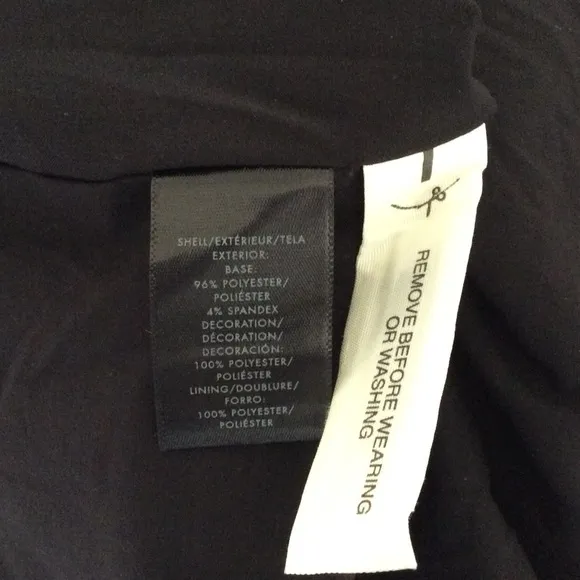 SHELL/EXTÉRIEUR/TELA
EXTERIOR:
BASE:
96% POLYESTER/
POLIÉSTER
4% SPANDEX
DECORATION/
DÉCORATION/
DECORACIÓN:
100% POLYESTER/
POLIÉSTER
LINING/DOUBLURE/
FORRO:
100% POLYESTER/
POLIÉSTER
REMOVE BEFORE WEARING
OR WASHING